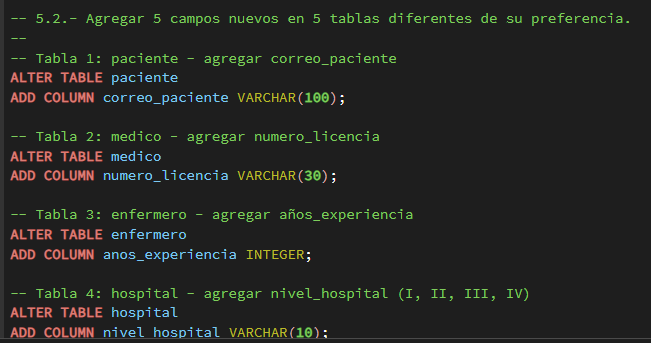 -- 5.2.- Agregar 5 campos nuevos en 5 tablas diferentes de su preferencia.
--
-- Tabla 1: paciente - agregar correo_paciente
ALTER TABLE paciente
ADD COLUMN correo_paciente VARCHAR(100);
-- Tabla 2: medico - agregar numero_licencia
ALTER TABLE medico
ADD COLUMN numero_licencia VARCHAR(30);
-- Tabla 3: enfermero - agregar años_experiencia
ALTER TABLE enfermero
ADD COLUMN anos_experiencia INTEGER;
-- Tabla 4: hospital - agregar nivel_hospital (I, II, III, IV)
ALTER TABLE hospital
ADD COLUMN nivel_hospital VARCHAR(10);